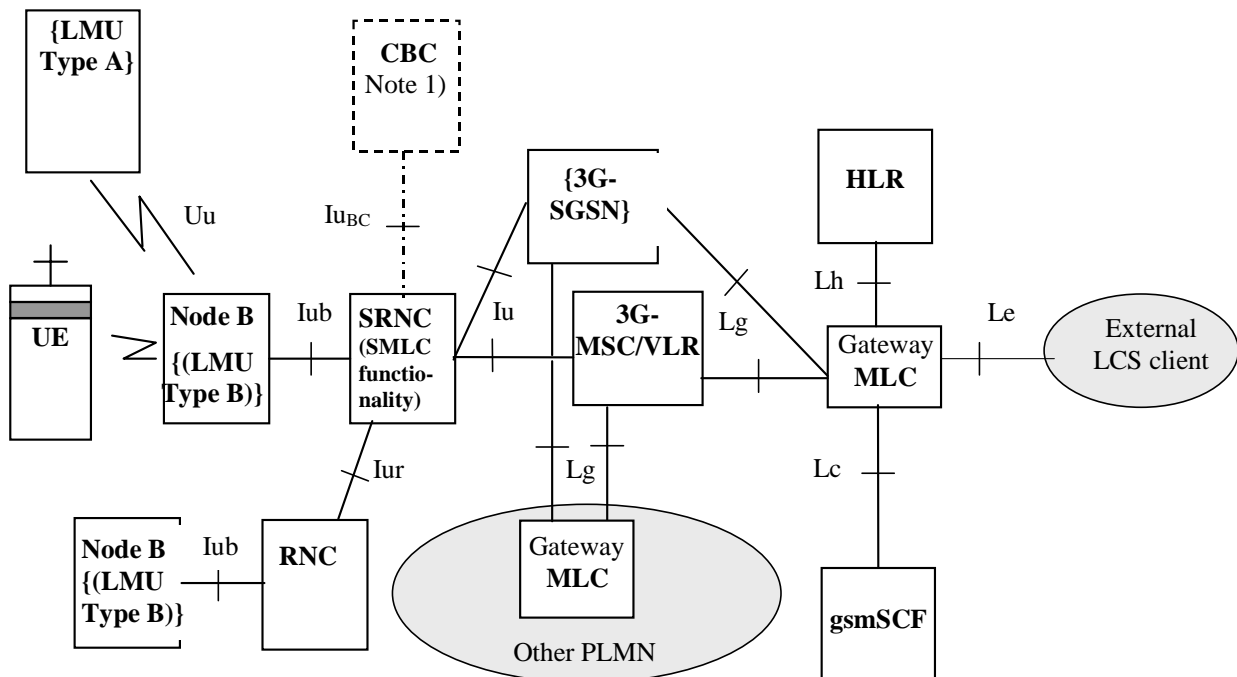 {LMU
Type A}
CBC
Note 1)
{3G-
SGSN}
HLR
Uu
IuBC
Lh
UE
Node B
{(LMU
Type B)}
Iub
SRNC
(SMLC
functio-
nality)
Iu
3G-
MSC/VLR
Lg
Gateway
MLC
Le
External
LCS client
Iur
Lg
Lc
Node B
{(LMU
Type B)}
Iub
RNC
Gateway
MLC
Other PLMN
gsmSCF